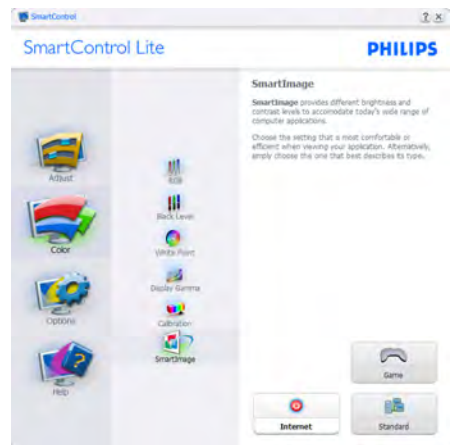 SmartControl
SmartControl Lite
PHILIPS
Adjust
Color
Options
Help
RGB
Black Level
White Point
Display Gamma
Calibration
SmartImage
SmartImage
SmartImage provides different brightness and
contrast levels to accomodate today's wide range of
computer applications.
Choose the setting that a most comfortable or
efficient when viewing your application. Alternatively,
simply choose the one that best describes its type.
Game
Internet
Standard